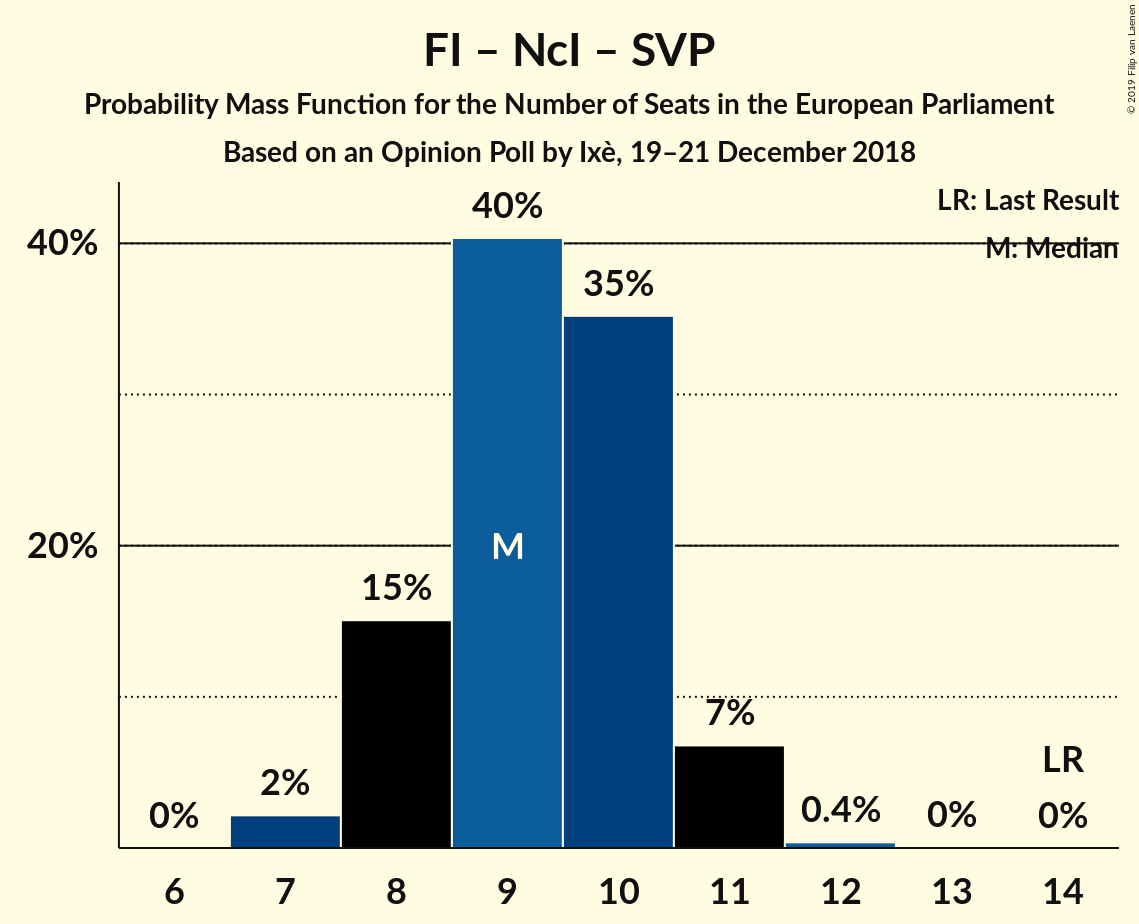 FI – NcI – SVP
Probability Mass Function for the Number of Seats in the European Parliament
Based on an Opinion Poll by Ixè, 19–21 December 2018
© 2019 Filip van Laenen
LR: Last Result
M: Median
40%
20%
0%
2%
15%
40%
M
35%
7%
0.4%
0%
LR
0%
6 7 8 9 10 11 12 13 14